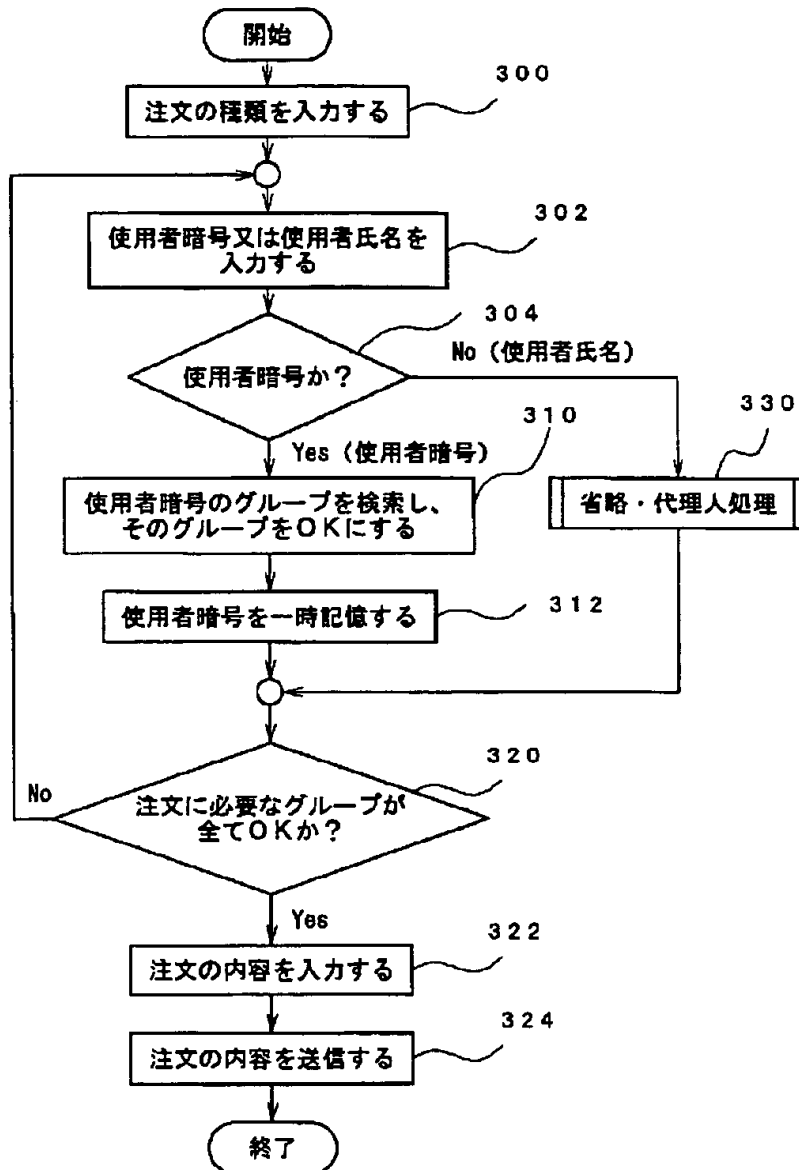 開始
300
注文の種類を入力する
302
使用者暗号又は使用者氏名を
入力する
304
使用者暗号か？
No（使用者氏名）
310
330
Yes（使用者暗号）
使用者暗号のグループを検索し、
そのグループをＯＫにする
省略・代理人処理
使用者暗号を一時記憶する
312
320
No
注文に必要なグループが
全てＯＫか？
Yes
322
注文の内容を入力する
324
注文の内容を送信する
終了